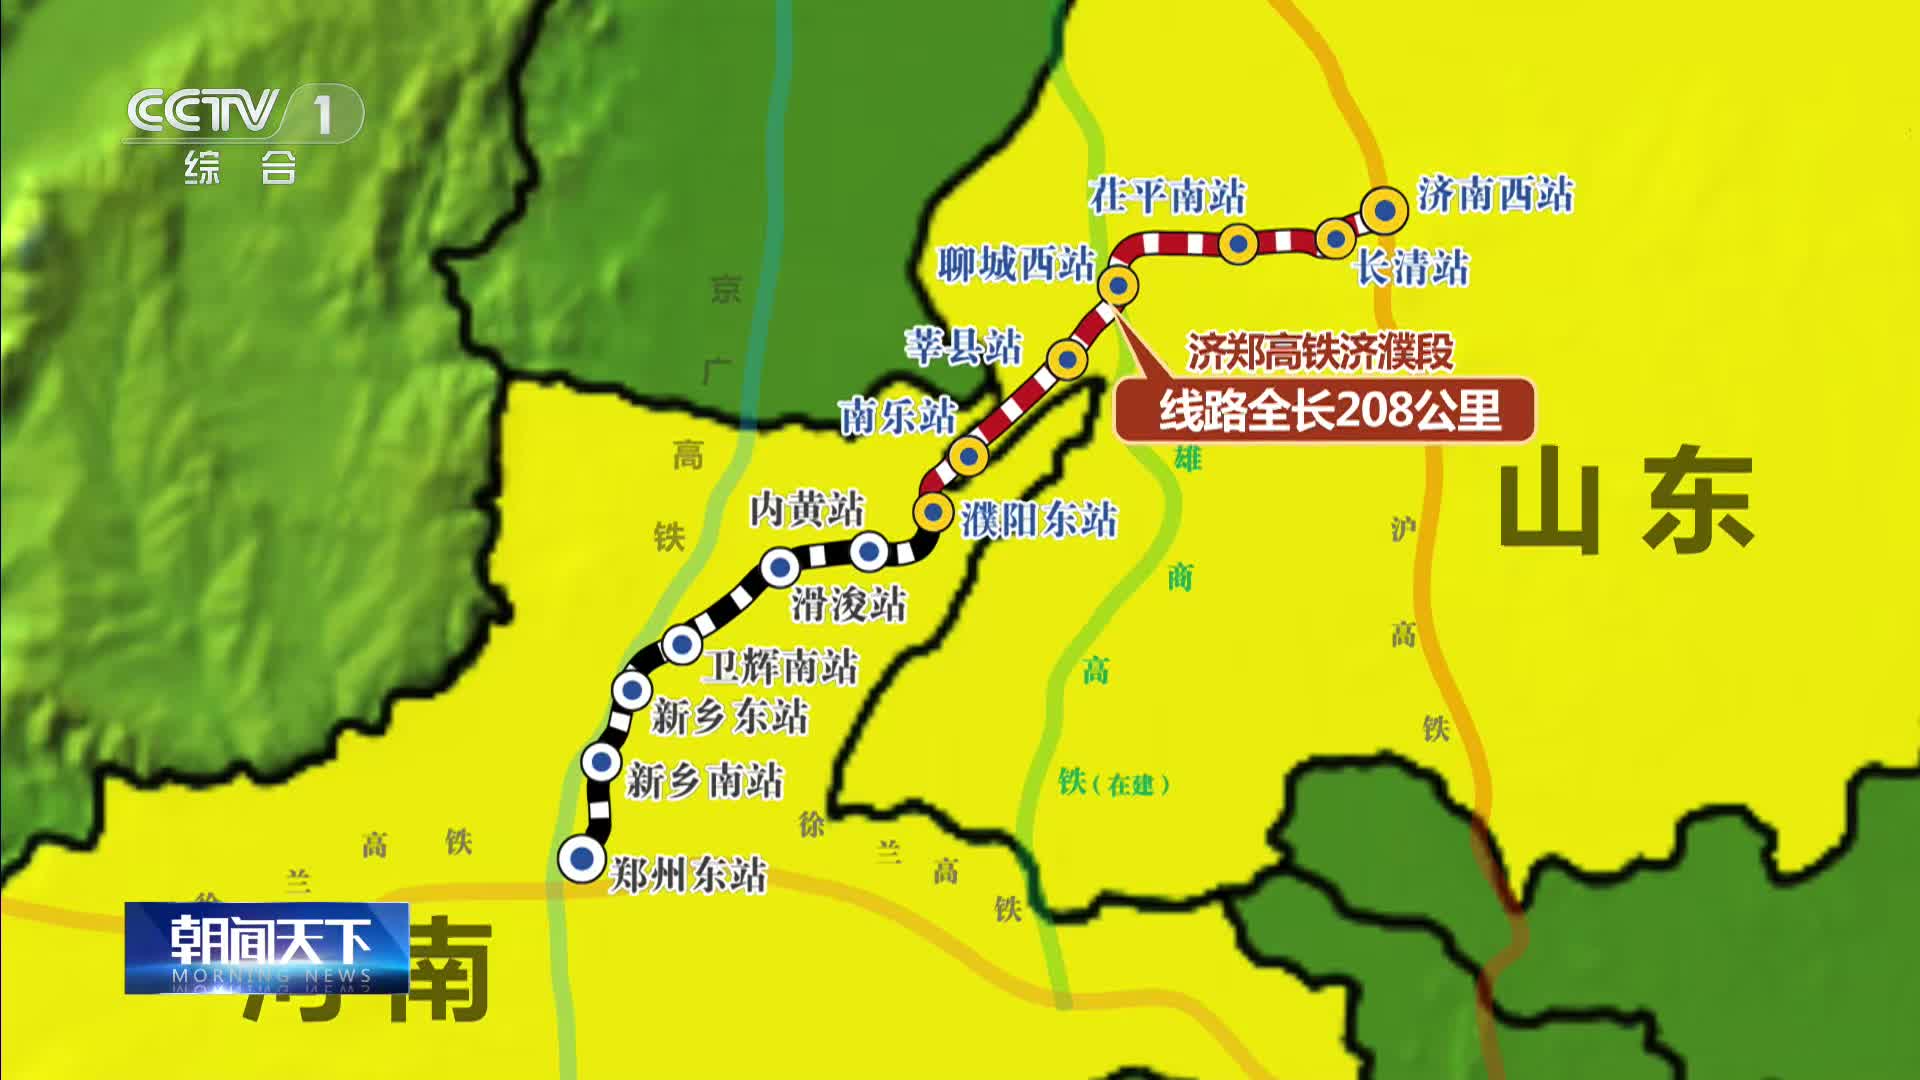 CCTV 1
综 合
茌平南站
济南西站
聊城西站
长清站
京
广
高
铁
莘县站
济郑高铁济濮段
线路全长208公里
南乐站
雄
商
高
铁(在建)
山东
内黄站
濮阳东站
沪
高
铁
滑浚站
卫辉南站
新乡东站
新乡南站
徐
兰
高
铁
郑州东站
徐
兰
高
铁
河南
朝闻天下
MORNING NEWS